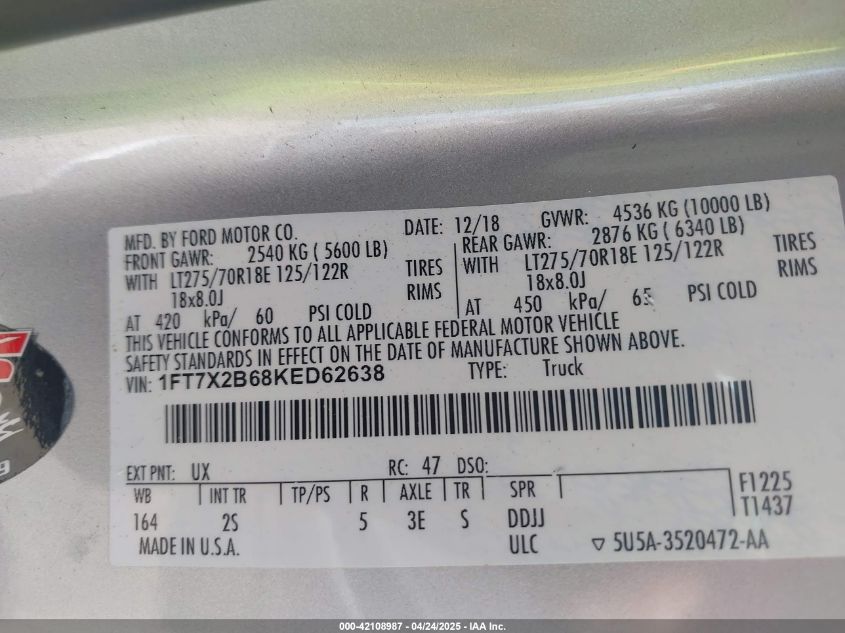 MFD. BY FORD MOTOR CO. DATE: 12/18 GVWR: 4536 KG (10000 LB)
FRONT GAWR: 2540 KG ( 5600 LB) REAR GAWR: 2876 KG ( 6340 LB)
WITH LT275/70R18E 125/122R TIRES WITH LT275/70R18E 125/122R TIRES
18x8.0J RIMS 18x8.0J RIMS
AT 420 kPa/ 60 PSI COLD AT 450 kPa/ 65 PSI COLD
THIS VEHICLE CONFORMS TO ALL APPLICABLE FEDERAL MOTOR VEHICLE
SAFETY STANDARDS IN EFFECT ON THE DATE OF MANUFACTURE SHOWN ABOVE.
VIN: 1FT7X2B68KED62638 TYPE: Truck
EXT PNT: UX RC: 47 DSO:
WB INT TR TP/PS R AXLE TR SPR F1225
164 2S 5 3E S DDJJ T1437
MADE IN U.S.A. ULC ▽ 5U5A-3520472-AA
000-42108987 - 04/24/2025 - IAA Inc.